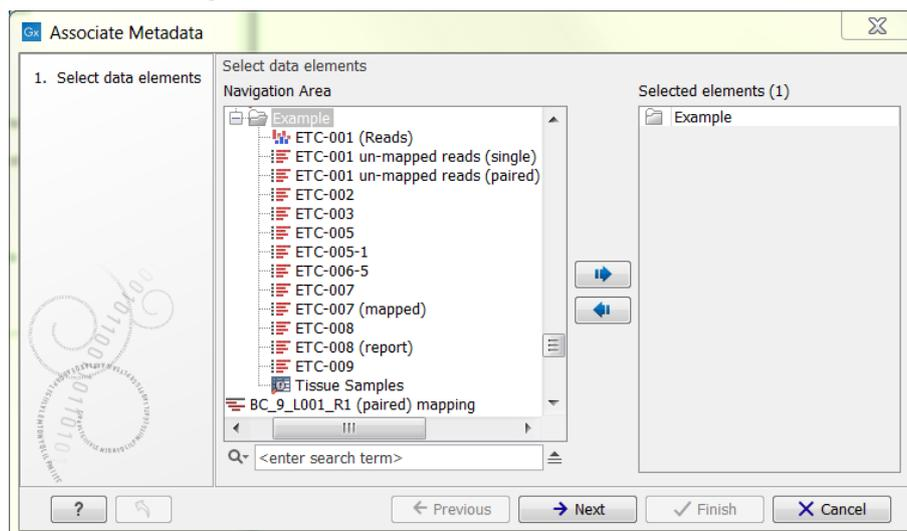 Gx Associate Metadata
1. Select data elements
Select data elements
Navigation Area
Example
ETC-001 (Reads)
ETC-001 un-mapped reads (single)
ETC-001 un-mapped reads (paired)
ETC-002
ETC-003
ETC-005
ETC-005-1
ETC-006-5
ETC-007
ETC-007 (mapped)
ETC-008
ETC-008 (report)
ETC-009
Tissue Samples
BC_9_L001_R1 (paired) mapping
<enter search term>
Selected elements (1)
Example
?
Previous
Next
Finish
Cancel